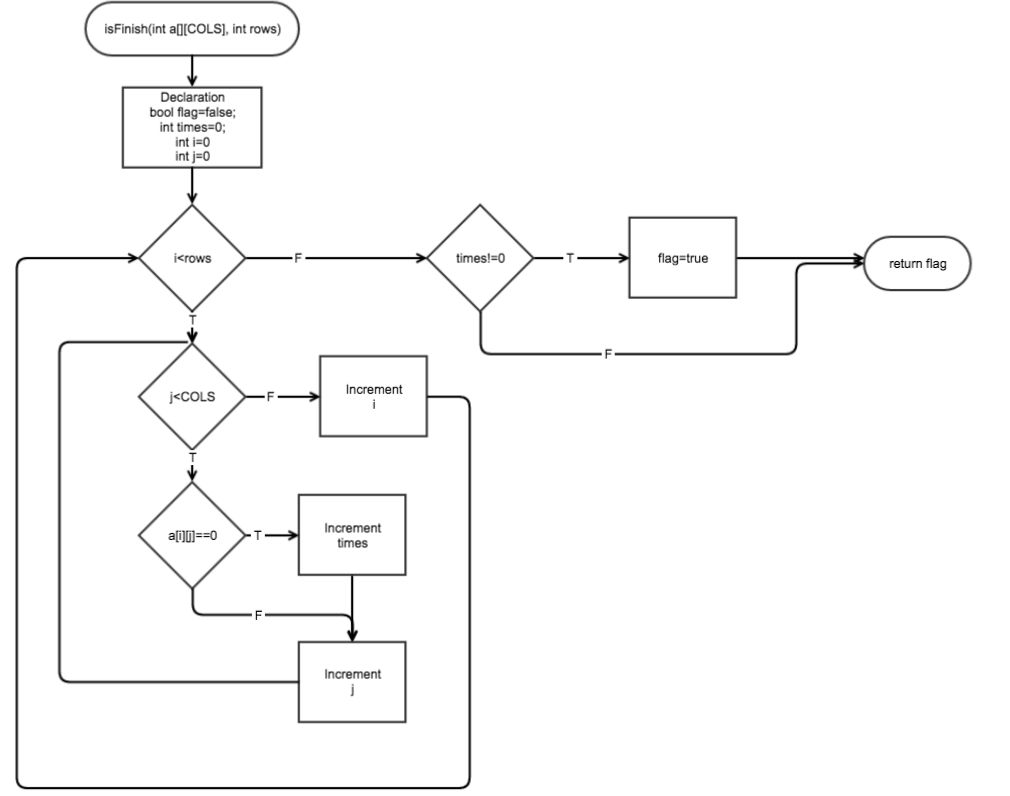 isFinish(int a[][COLS], int rows)
Declaration
bool flag=false;
int times=0;
int i=0
int j=0
i<rows
F
times!=0
T
flag=true
return flag
T
F
j<COLS
F
Increment
i
T
a[i][j]==0
T
Increment
times
F
Increment
j